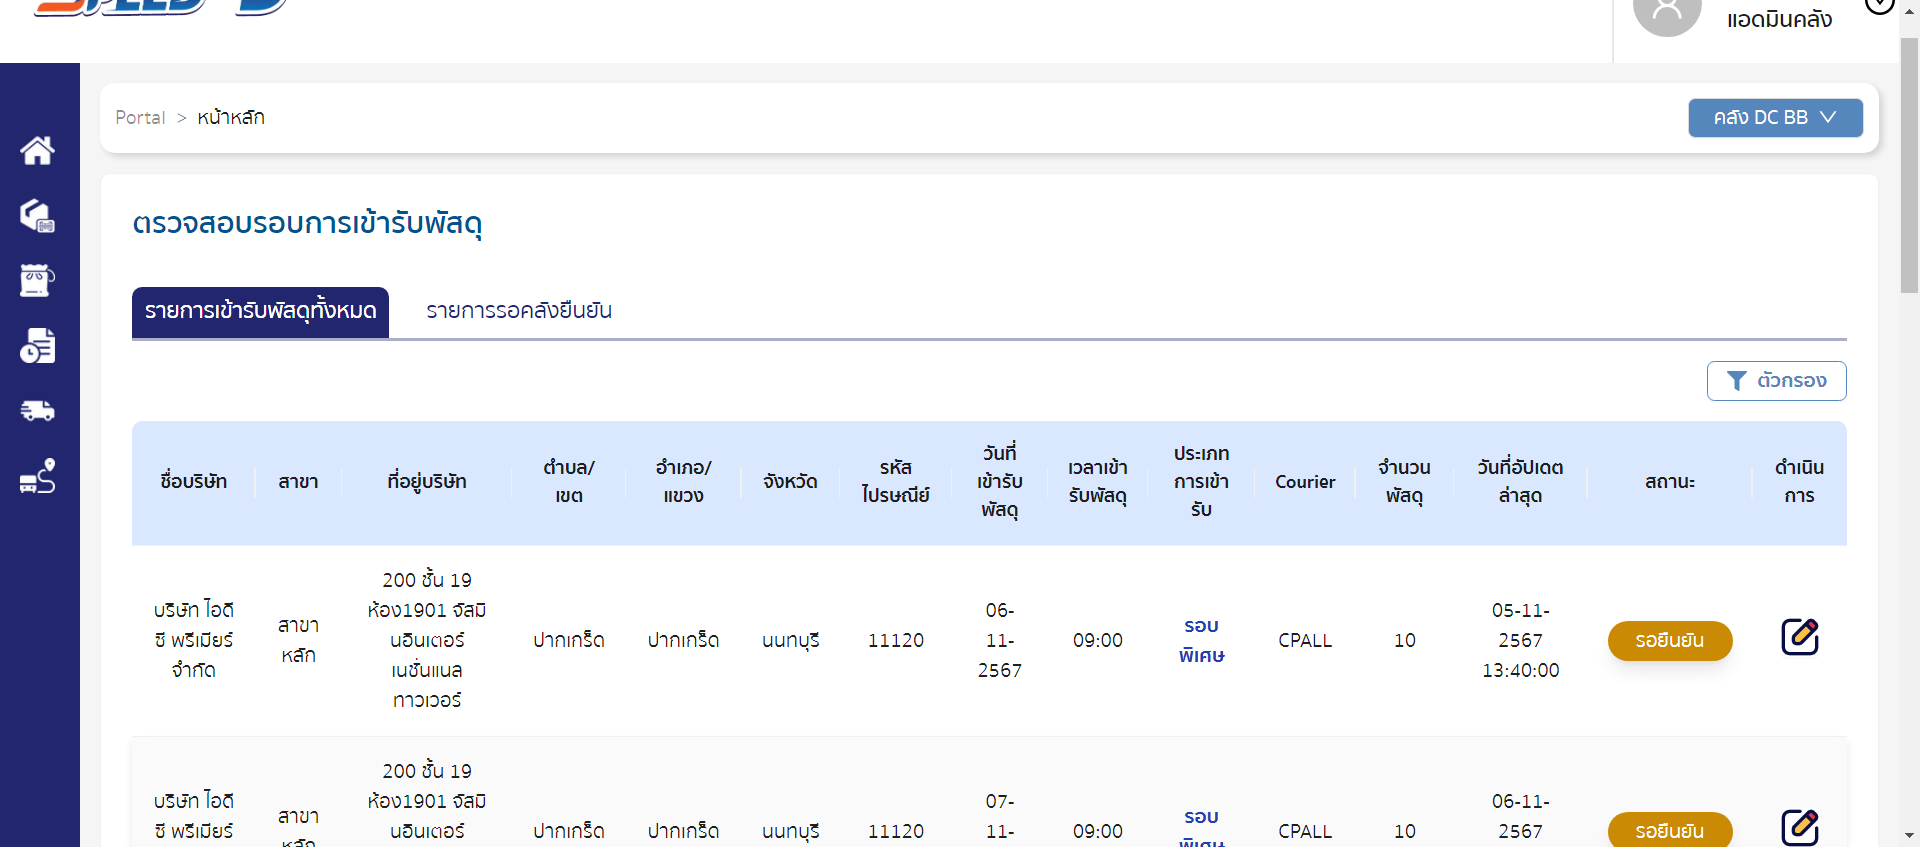 SPEED-D
แอดมินคลัง
Portal > หน้าหลัก
คลัง DC BB
ตรวจสอบรอบการเข้ารับพัสดุ
รายการเข้ารับพัสดุทั้งหมด รายการรอคลังยืนยัน
ตัวกรอง
ชื่อบริษัท
สาขา
ที่อยู่บริษัท
ตำบล/
เขต
อำเภอ/
แขวง
จังหวัด
รหัส
ไปรษณีย์
วันที่
เข้ารับ
พัสดุ
เวลาเข้า
รับพัสดุ
ประเภท
การเข้า
รับ
Courier
จำนวน
พัสดุ
วันที่อัปเดต
ล่าสุด
สถานะ
ดำเนิน
การ
บริษัท ไอดี
ซี พรีเมียร์
จำกัด
สาขา
หลัก
200 ชั้น 19
ห้อง1901 จัสมิ
นอินเตอร์
เนชั่นแนล
ทาวเวอร์
ปากเกร็ด
ปากเกร็ด
นนทบุรี
11120
06-
11-
2567
09:00
รอบ
พิเศษ
CPALL
10
05-11-
2567
13:40:00
รอยืนยัน
บริษัท ไอดี
ซี พรีเมียร์
สาขา
หลัก
200 ชั้น 19
ห้อง1901 จัสมิ
นอินเตอร์
ปากเกร็ด
ปากเกร็ด
นนทบุรี
11120
07-
11-
09:00
รอบ
พิเศษ
CPALL
10
06-11-
2567
รอยืนยัน